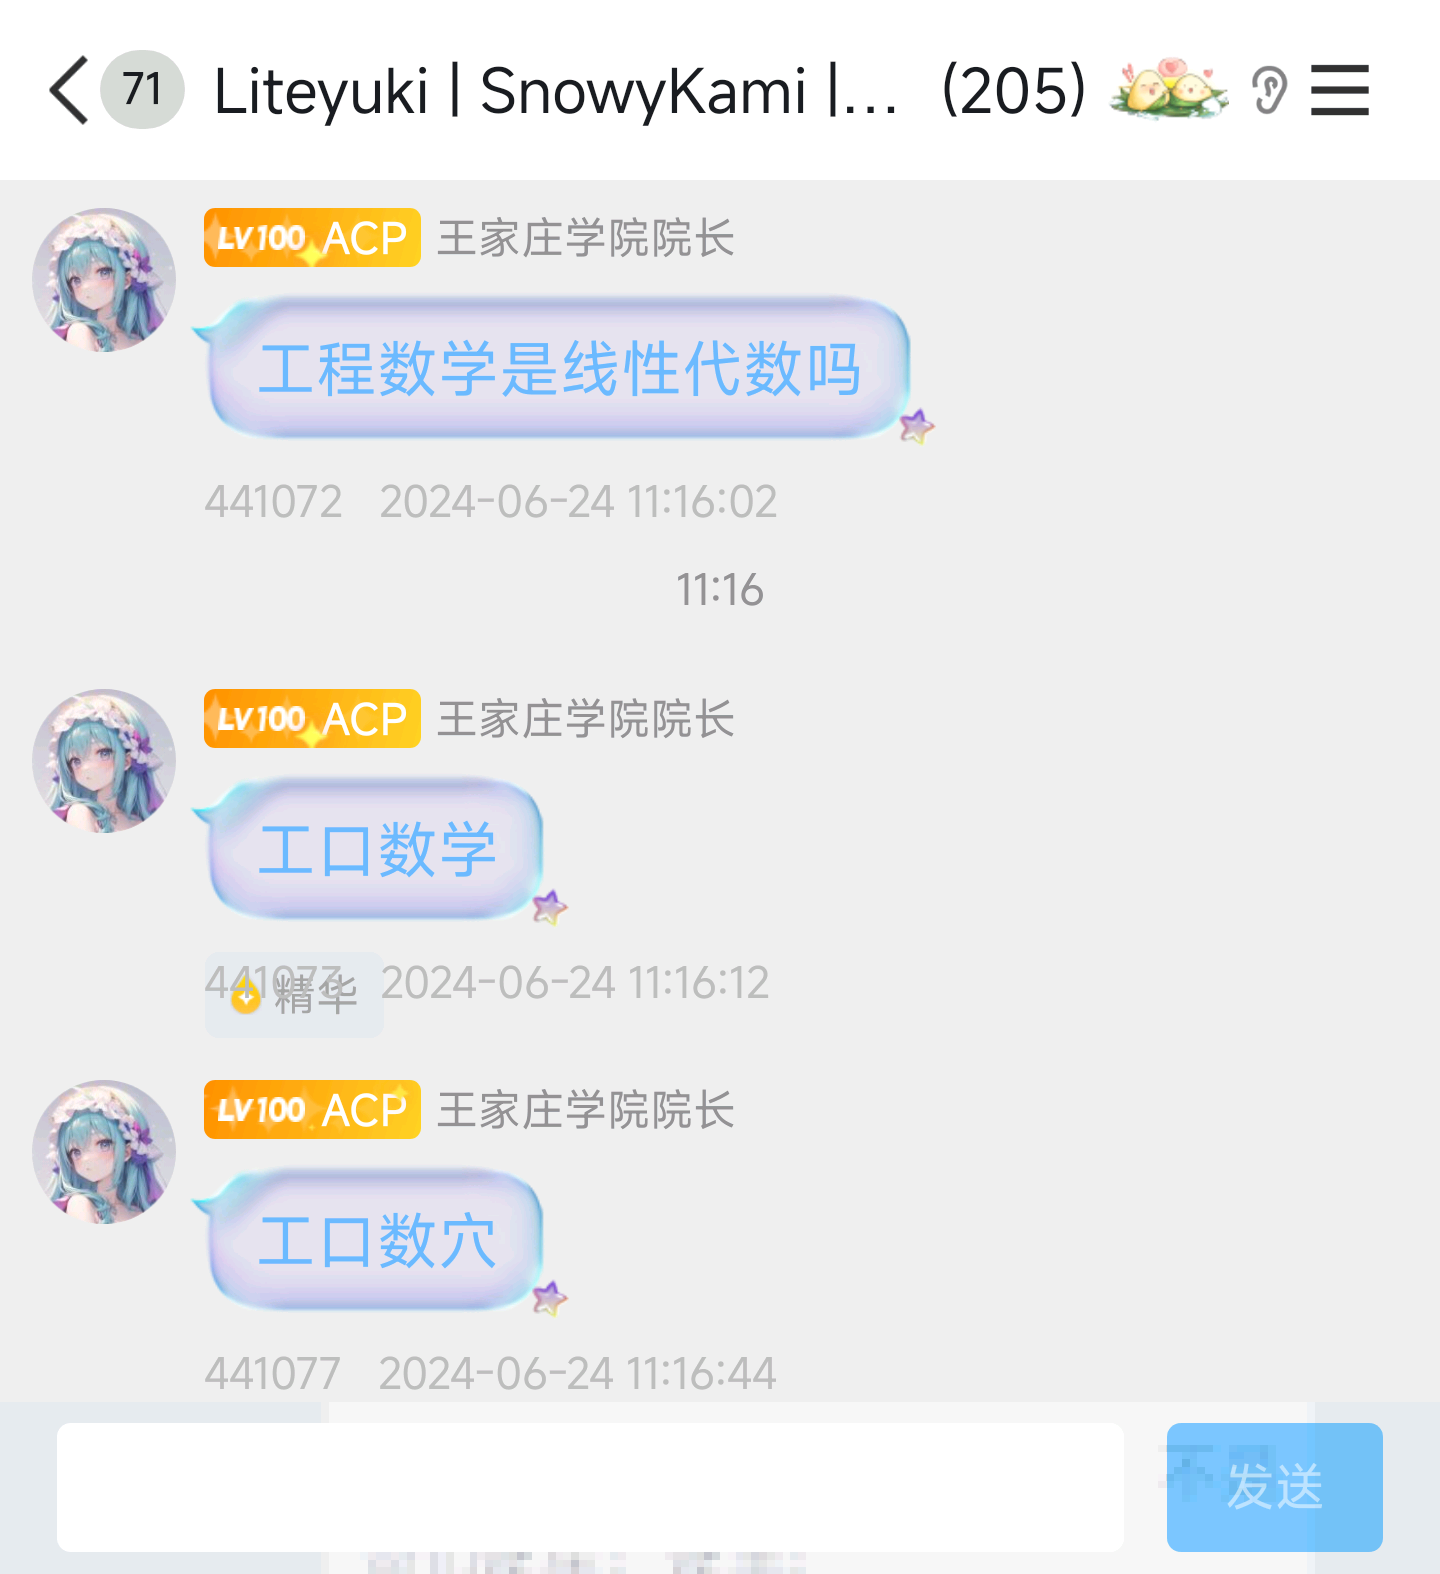 71 Liteyuki | SnowyKami |... (205)
LV100 ACP 王家庄学院院长
工程数学是线性代数吗
441072 2024-06-24 11:16:02
11:16
LV100 ACP 王家庄学院院长
工口数学
441073 2024-06-24 11:16:12
精华
LV100 ACP 王家庄学院院长
工口数穴
441077 2024-06-24 11:16:44
发送